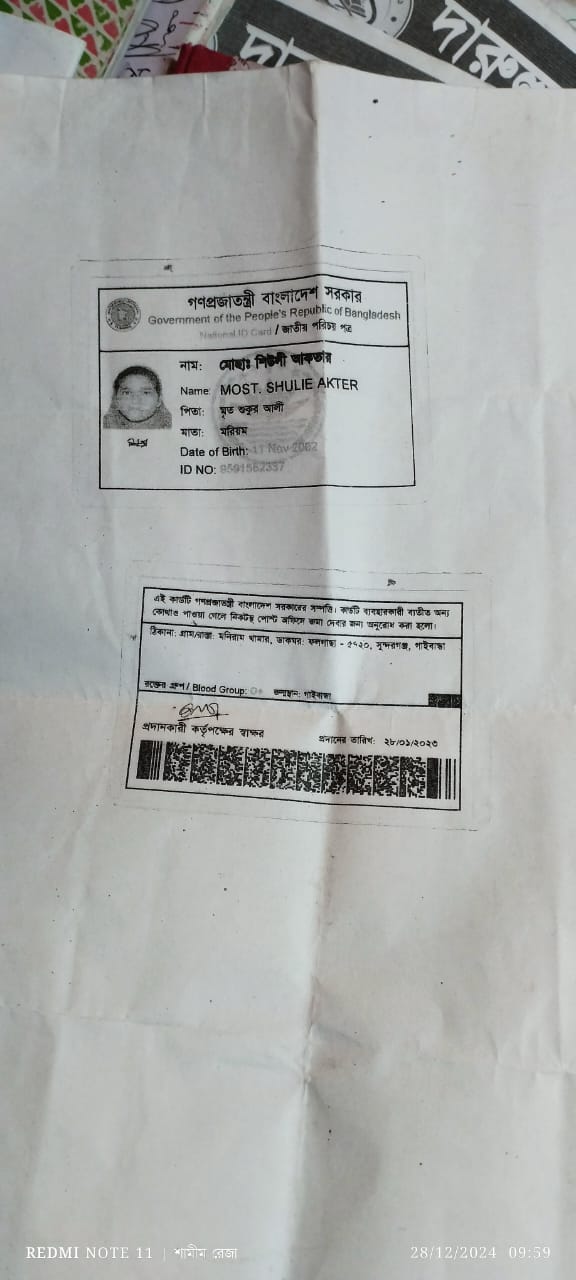 দারুল
গণপ্রজাতন্ত্রী বাংলাদেশ সরকার
Government of the People's Republic of Bangladesh
National ID Card / জাতীয় পরিচয় পত্র
নাম: মোছাঃ শিউলী আকতার
Name: MOST. SHULIE AKTER
পিতা: মৃত শুকুর আলী
মাতা: মরিয়ম
Date of Birth: 11 Nov 2002
ID NO:
এই কার্ডটি গণপ্রজাতন্ত্রী বাংলাদেশ সরকারের সম্পত্তি। কার্ডটি ব্যবহারকারী ব্যতীত অন্য
কোথাও পাওয়া গেলে নিকটস্থ পোস্ট অফিসে জমা দেবার জন্য অনুরোধ করা হলো।
ঠিকানা: গ্রাম/রাস্তা: মনিরাম খামার, ডাকঘর: ফলগাছা - ৫৭২০, সুন্দরগঞ্জ, গাইবান্ধা
রক্তের গ্রুপ / Blood Group: O+ জন্মস্থান: গাইবান্ধা
প্রদানকারী কর্তৃপক্ষের স্বাক্ষর প্রদানের তারিখ: ২৮/০১/২০২৩
REDMI NOTE 11 | শামীম রেজা 28/12/2024 09:59